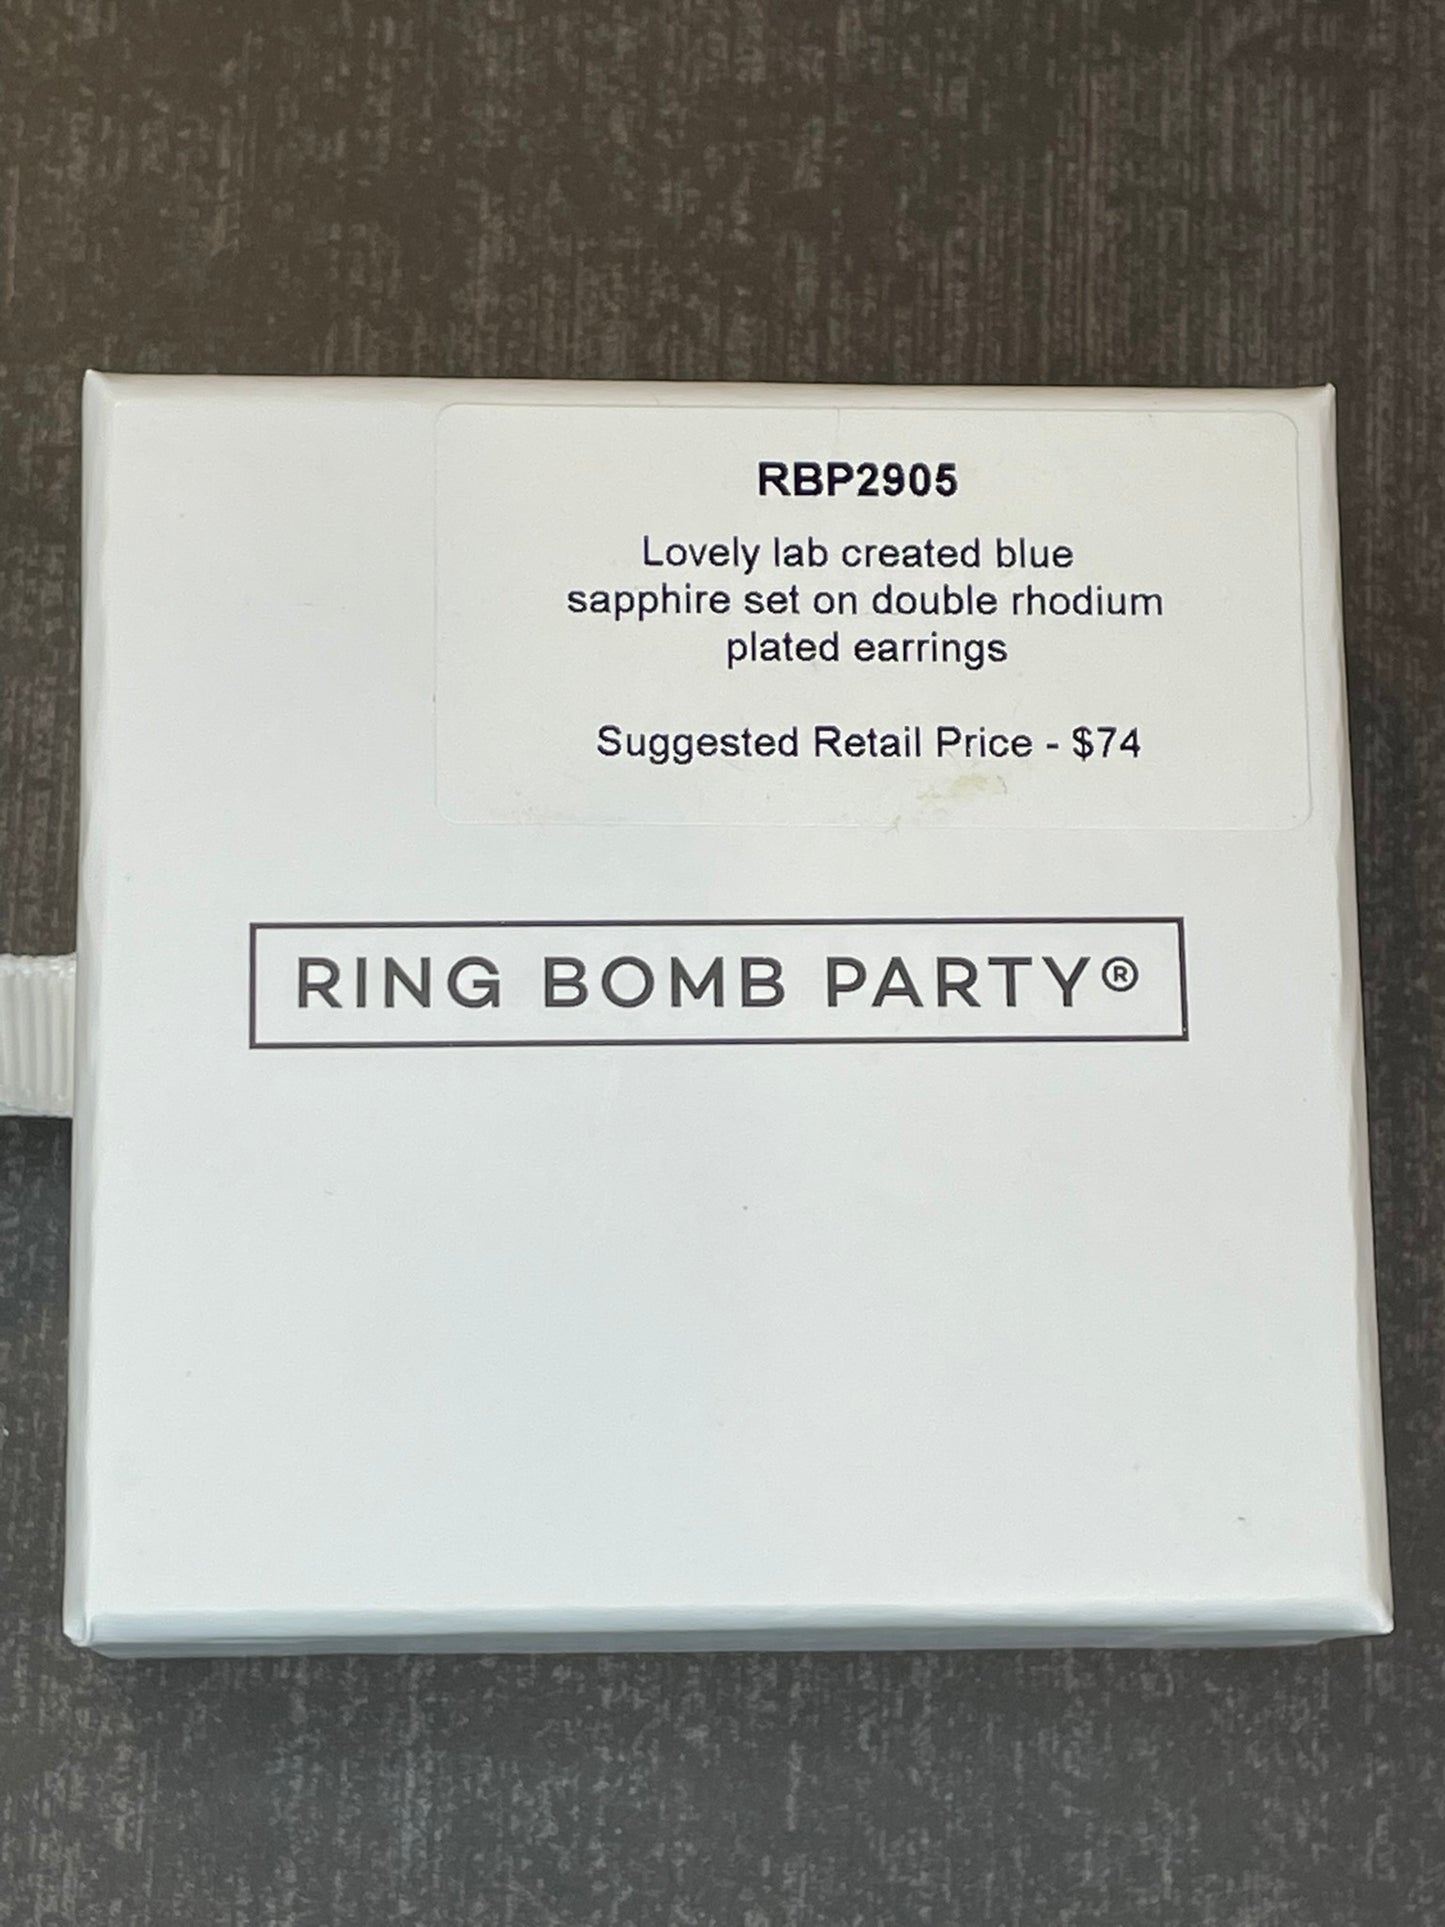 RBP2905
Lovely lab created blue
sapphire set on double rhodium
plated earrings
Suggested Retail Price - $74
RING BOMB PARTY®